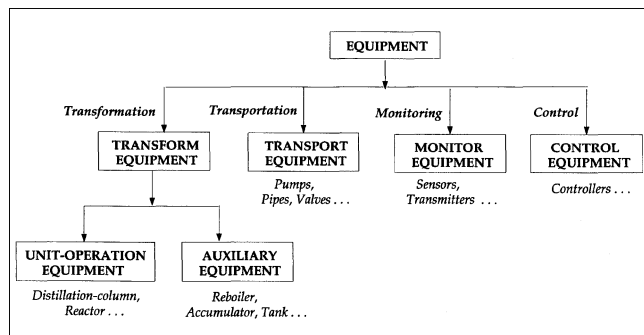 EQUIPMENT
Transformation
Transportation
Monitoring
Control
TRANSFORM
EQUIPMENT
TRANSPORT
EQUIPMENT
MONITOR
EQUIPMENT
CONTROL
EQUIPMENT
Pumps,
Pipes, Valves . . .
Sensors,
Transmitters . . .
Controllers . . .
UNIT-OPERATION
EQUIPMENT
AUXILIARY
EQUIPMENT
Distillation-column,
Reactor . . .
Reboiler,
Accumulator, Tank . . .